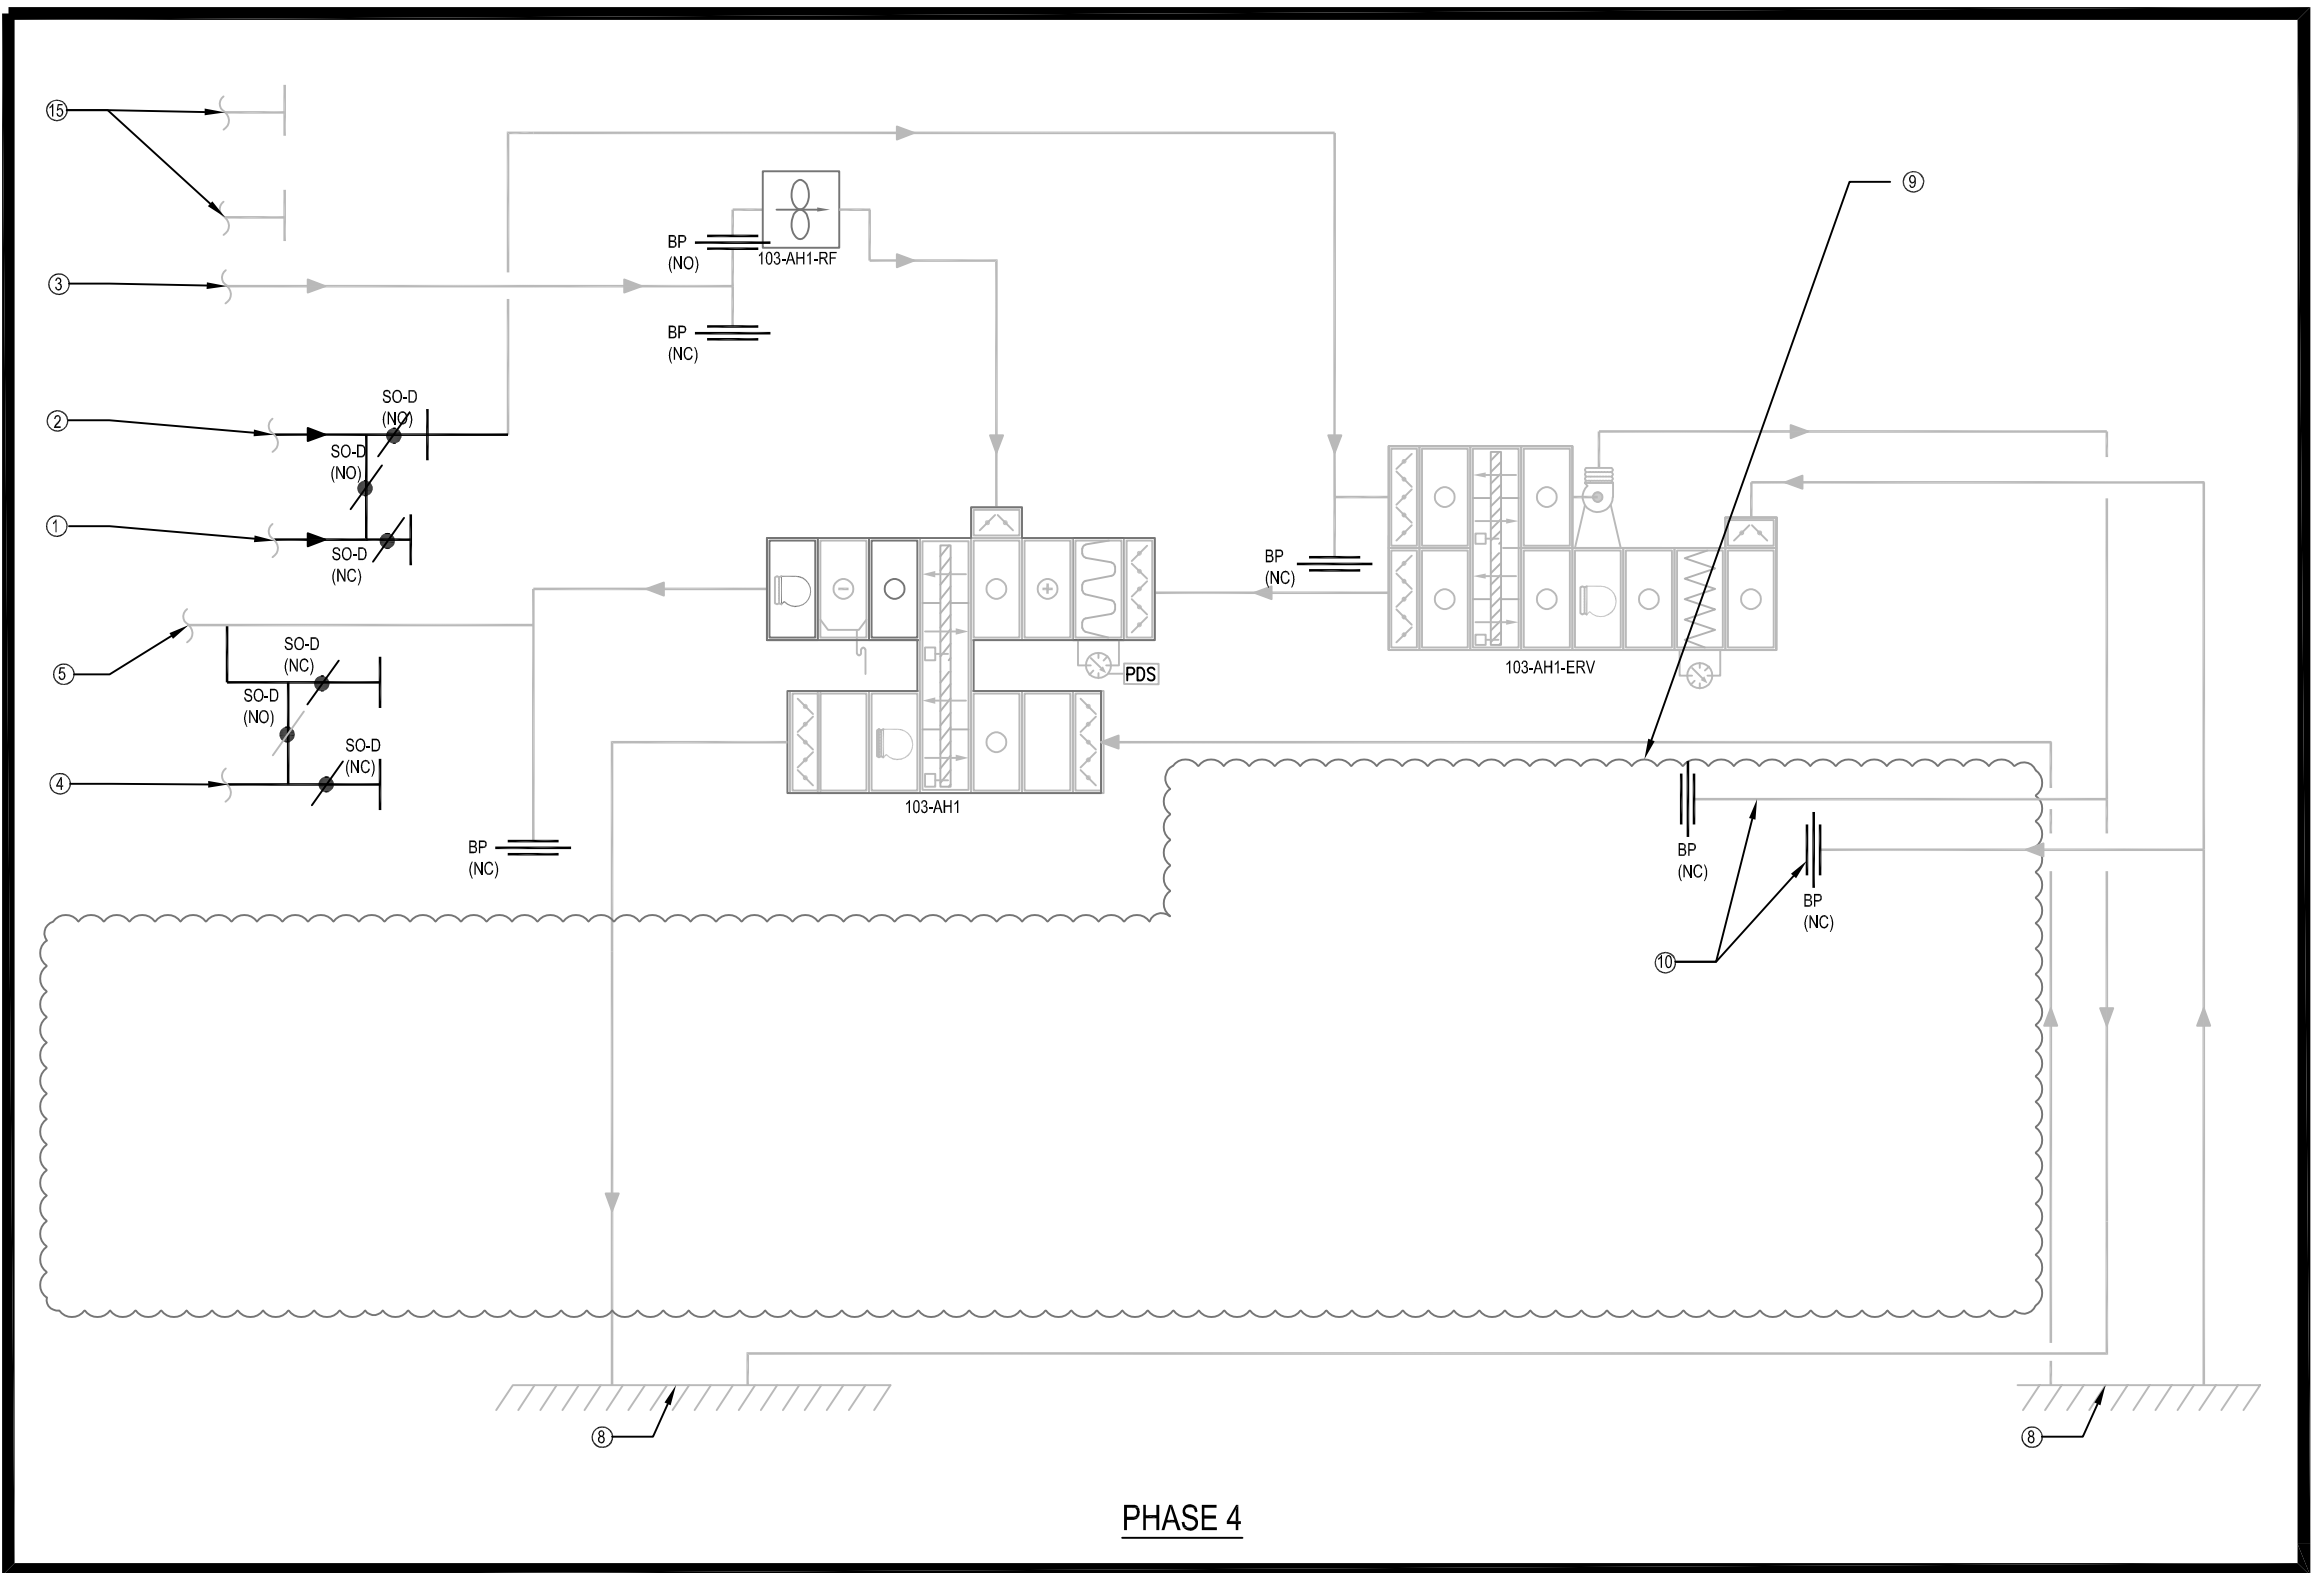 15
9
BP
(NO)
103-AH1-RF
3
BP
(NC)
SO-D
(NO)
2
SO-D
(NO)
1
SO-D
(NC)
BP
(NC)
5
SO-D
(NC)
PDS
103-AH1-ERV
SO-D
(NO)
SO-D
(NC)
4
103-AH1
BP
(NC)
BP
(NC)
BP
(NC)
10
8
8
PHASE 4